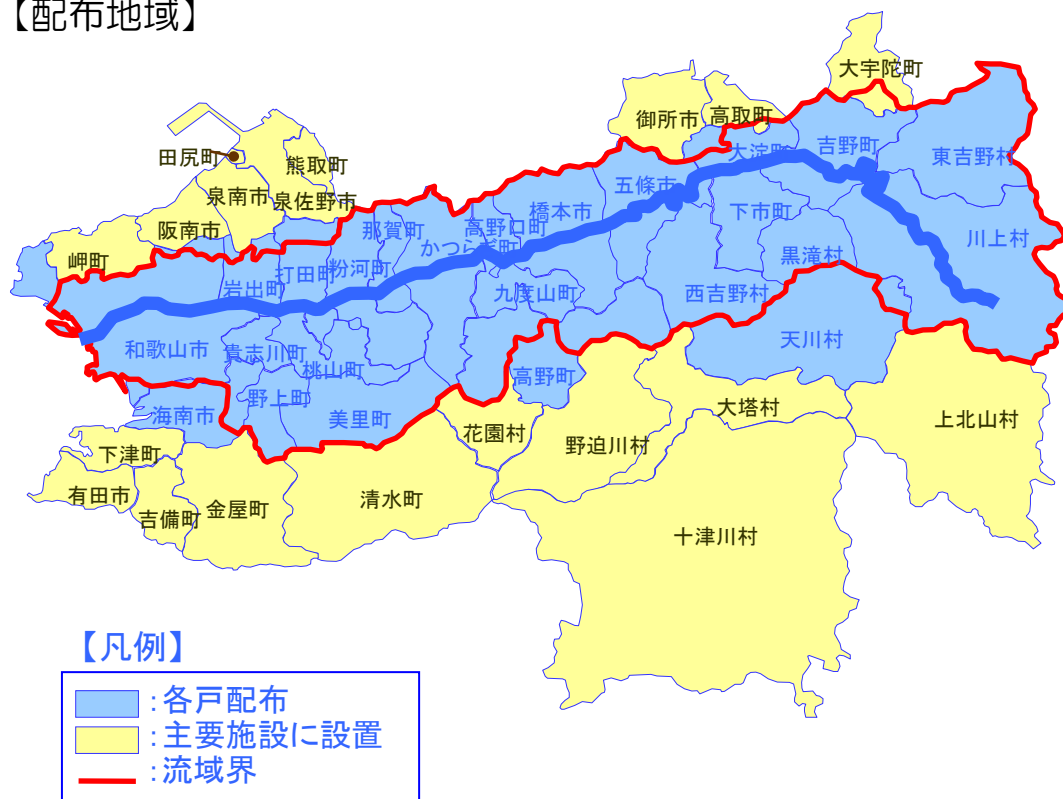 【配布地域】
大宇陀町
御所市
高取町
田尻町
熊取町
大淀町
吉野町
東吉野村
泉南市
泉佐野市
五條市
阪南市
那賀町
高野口町
橋本市
下市町
川上村
岬町
かつらぎ町
打田町
粉河町
黒滝村
岩出町
九度山町
西吉野村
和歌山市
貴志川町
桃山町
天川村
高野町
野上町
海南市
美里町
大塔村
上北山村
花園村
野迫川村
下津町
有田市
金屋町
清水町
吉備町
十津川村
【凡例】
:各戸配布
:主要施設に設置
:流域界